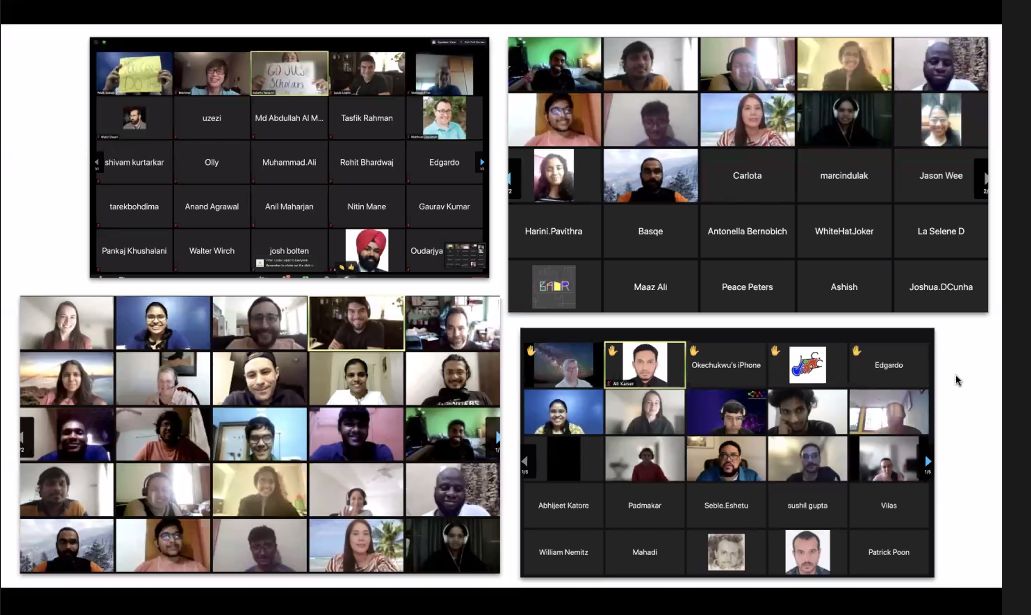 GO JCS
Scholars
uzezi
Md Abdullah Al M...
Tasfik Rahman
shivam kurtarkar
Olly
Muhammad.Ali
Rohit Bhardwaj
Edgardo
tarekbohdima
Anand Agrawal
Anil Maharjan
Nitin Mane
Gaurav Kumar
Pankaj Khushalani
Walter Wirch
josh bolten
Oudarjya
Carlota
marcindulak
Jason Wee
Harini.Pavithra
Basqe
Antonella Bernobich
WhiteHatJoker
La Selene D
Maaz Ali
Peace Peters
Ashish
Joshua.DCunha
Ali Kaiser
Okechukwu's iPhone
Edgardo
Abhijeet Katore
Padmakar
Seble.Eshetu
sushil gupta
Vilas
William Nemitz
Mahadi
Patrick Poon